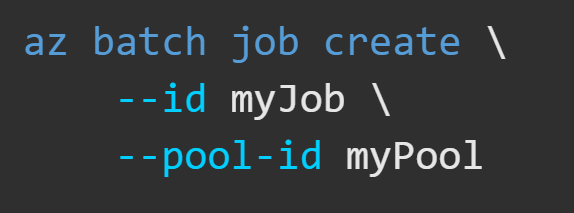 az batch job create \
    --id myJob \
    --pool-id myPool